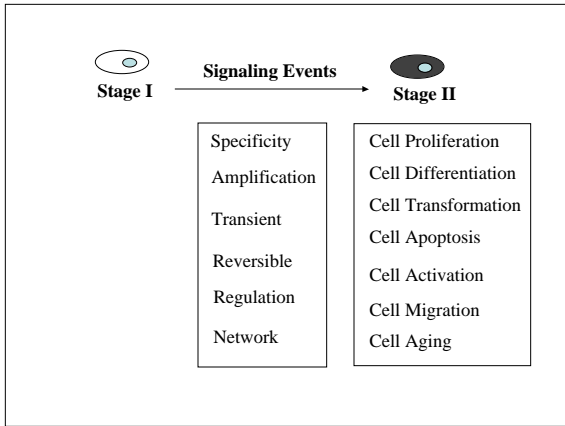 Signaling Events
Stage I
Stage II
Specificity
Amplification
Transient
Reversible
Regulation
Network
Cell Proliferation
Cell Differentiation
Cell Transformation
Cell Apoptosis
Cell Activation
Cell Migration
Cell Aging